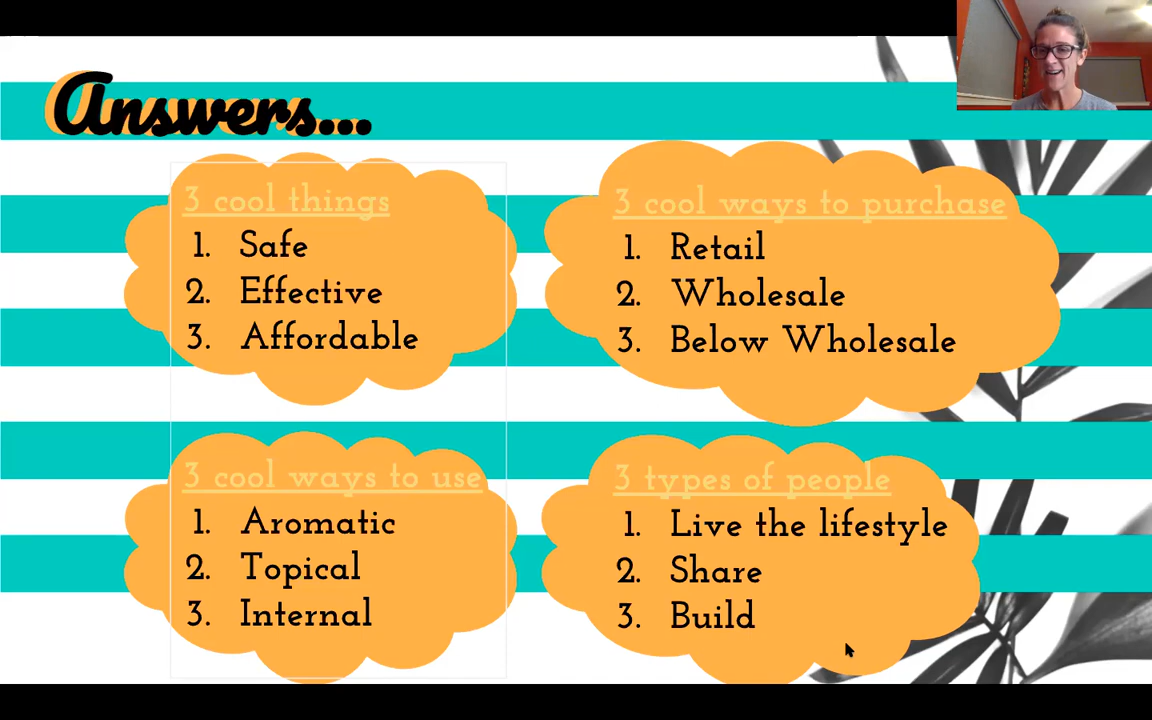 Answers...
3 cool things
1. Safe
2. Effective
3. Affordable
3 cool ways to purchase
1. Retail
2. Wholesale
3. Below Wholesale
3 cool ways to use
1. Aromatic
2. Topical
3. Internal
3 types of people
1. Live the lifestyle
2. Share
3. Build